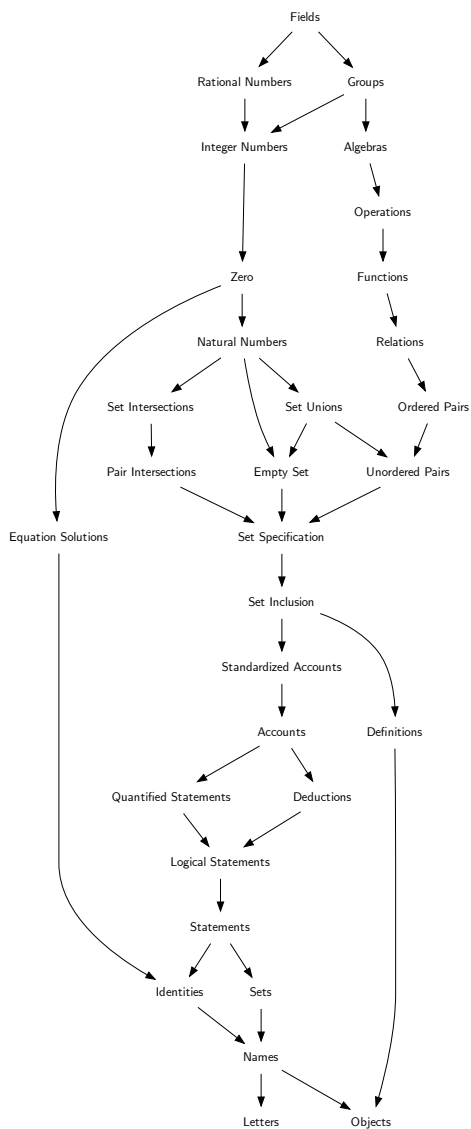 Fields
Rational Numbers
Groups
Integer Numbers
Algebras
Operations
Zero
Functions
Natural Numbers
Relations
Set Intersections
Set Unions
Ordered Pairs
Pair Intersections
Empty Set
Unordered Pairs
Equation Solutions
Set Specification
Set Inclusion
Standardized Accounts
Accounts
Definitions
Quantified Statements
Deductions
Logical Statements
Statements
Identities
Sets
Names
Letters
Objects